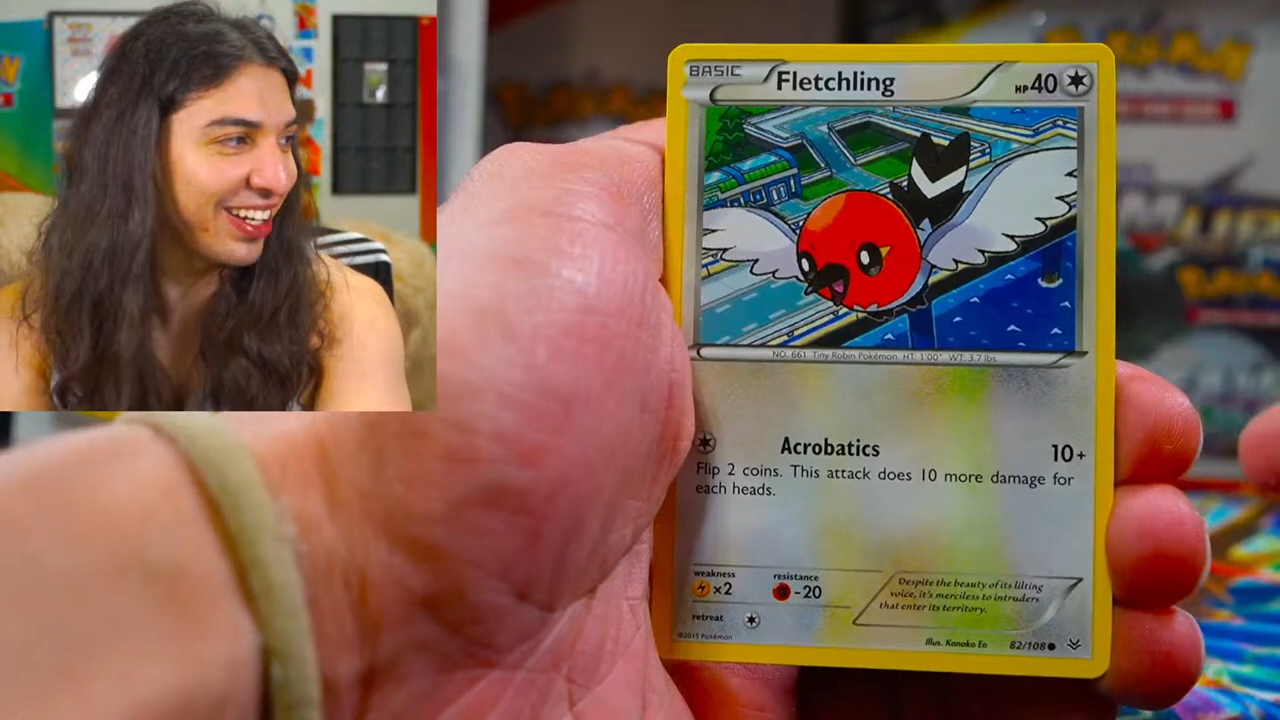 BASIC
Fletchling
HP40
NO. 661 Tiny Robin Pokémon HT. 1'00" WT. 3.7 lbs.
Acrobatics 10+
Flip 2 coins. This attack does 10 more damage for
each heads.
weakness
×2
resistance
-20
retreat
Despite the beauty of its lilting
voice, it's merciless to intruders
that enter its territory.
©2015 Pokémon
Illus. Kanako Eo
82/108